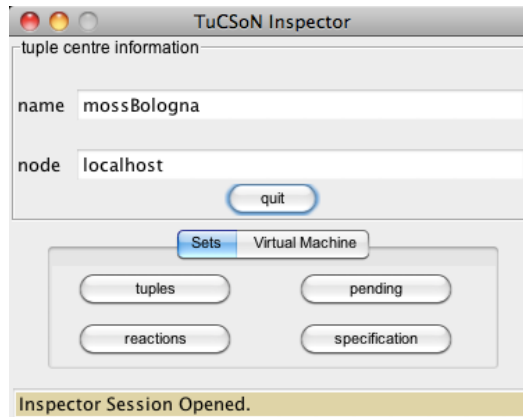 TuCSoN Inspector
tuple centre information
name mossBologna
node localhost
quit
Sets Virtual Machine
tuples pending
reactions specification
Inspector Session Opened.